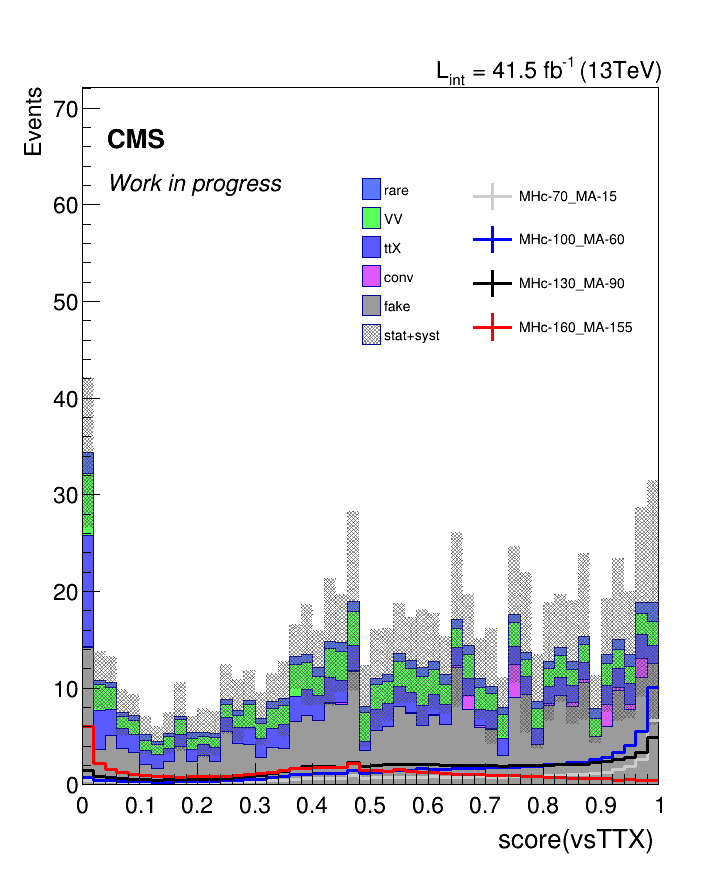 L_int = 41.5 fb^-1 (13TeV)
Events
CMS
Work in progress
rare
VV
ttX
conv
fake
stat+syst
MHc-70_MA-15
MHc-100_MA-60
MHc-130_MA-90
MHc-160_MA-155
70
60
50
40
30
20
10
0
0 0.1 0.2 0.3 0.4 0.5 0.6 0.7 0.8 0.9 1
score(vsTTX)